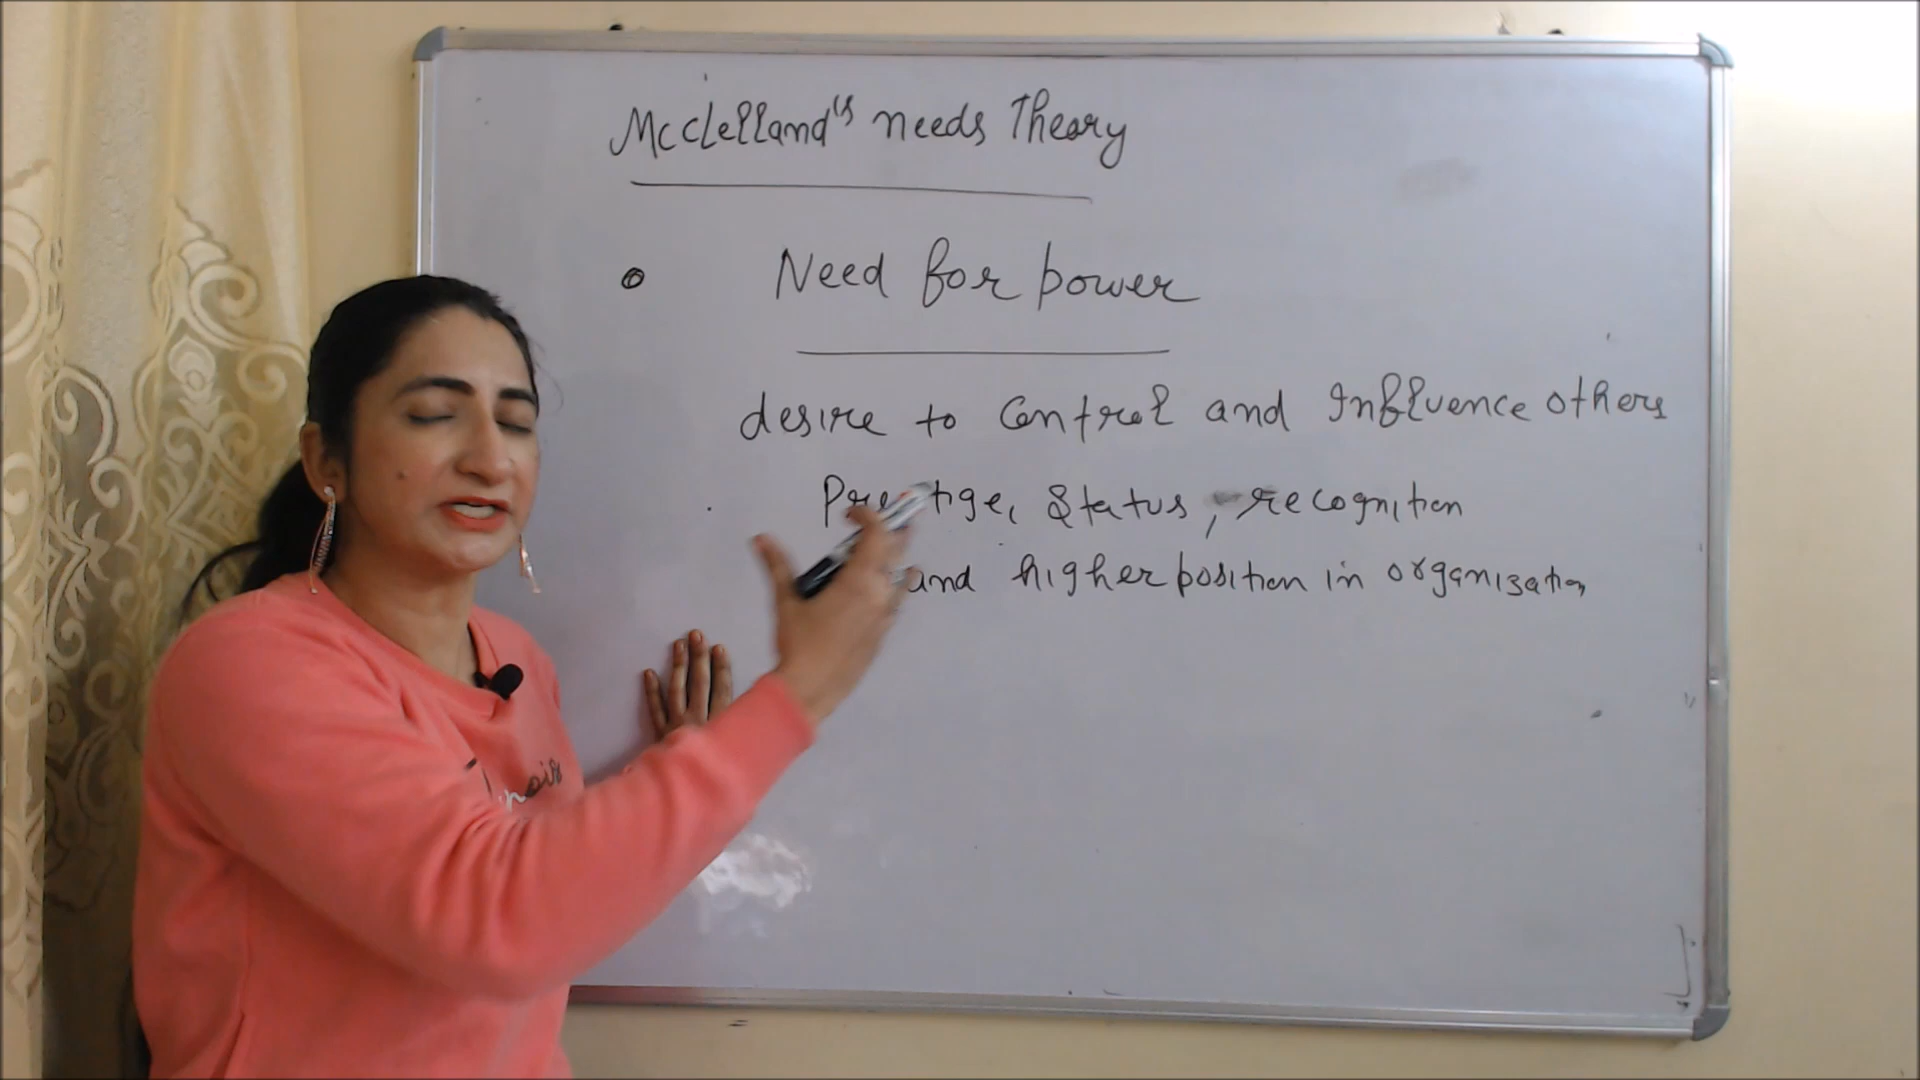 Mcclelland's needs Theory
Need for power
desire to Control and Influence others
Prestige, Status, recognition
and higher position in organization